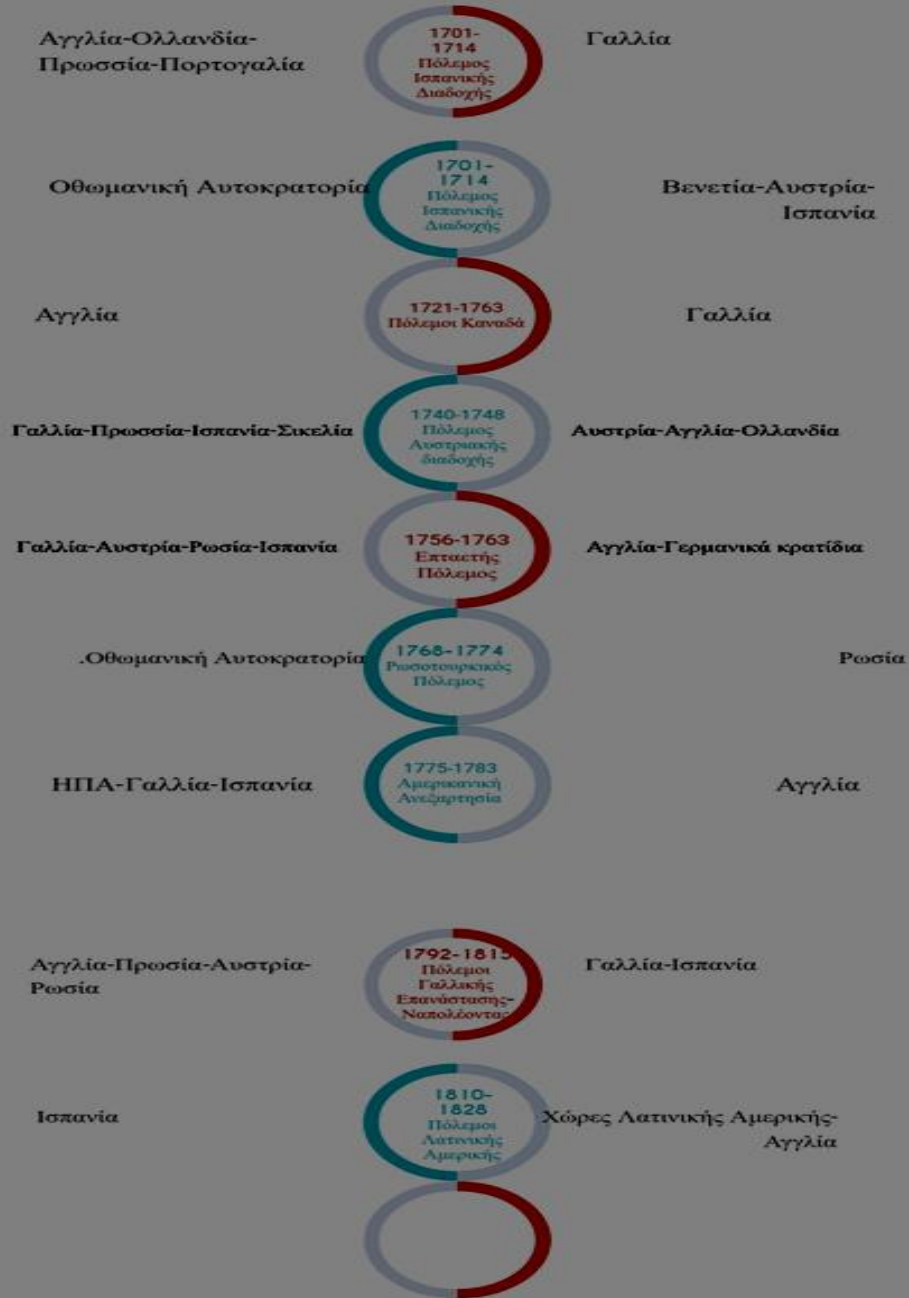 Αγγλία-Ολλανδία-
Πρωσσία-Πορτογαλία
1701-
1714
Πόλεμος
Ισπανικής
Διαδοχής
Γαλλία
Οθωμανική Αυτοκρατορία
1701-
1714
Πόλεμος
Ισπανικής
Διαδοχής
Βενετία-Αυστρία-
Ισπανία
Αγγλία
1721-1763
Πόλεμοι Καναδά
Γαλλία
Γαλλία-Πρωσσία-Ισπανία-Σικελία
1740-1748
Πόλεμος
Αυστριακής
διαδοχής
Αυστρία-Αγγλία-Ολλανδία
Γαλλία-Αυστρία-Ρωσία-Ισπανία
1756-1763
Επταετής
Πόλεμος
Αγγλία-Γερμανικά κρατίδια
.Οθωμανική Αυτοκρατορία
1768-1774
Ρωσοτουρκικός
Πόλεμος
Ρωσία
ΗΠΑ-Γαλλία-Ισπανία
1775-1783
Αμερικανική
Ανεξαρτησία
Αγγλία
Αγγλία-Πρωσία-Αυστρία-
Ρωσία
1792-1815
Πόλεμοι
Γαλλικής
Επανάστασης-
Ναπολέοντας
Γαλλία-Ισπανία
Ισπανία
1810-
1828
Πόλεμοι
Λατινικής
Αμερικής
Χώρες Λατινικής Αμερικής-
Αγγλία